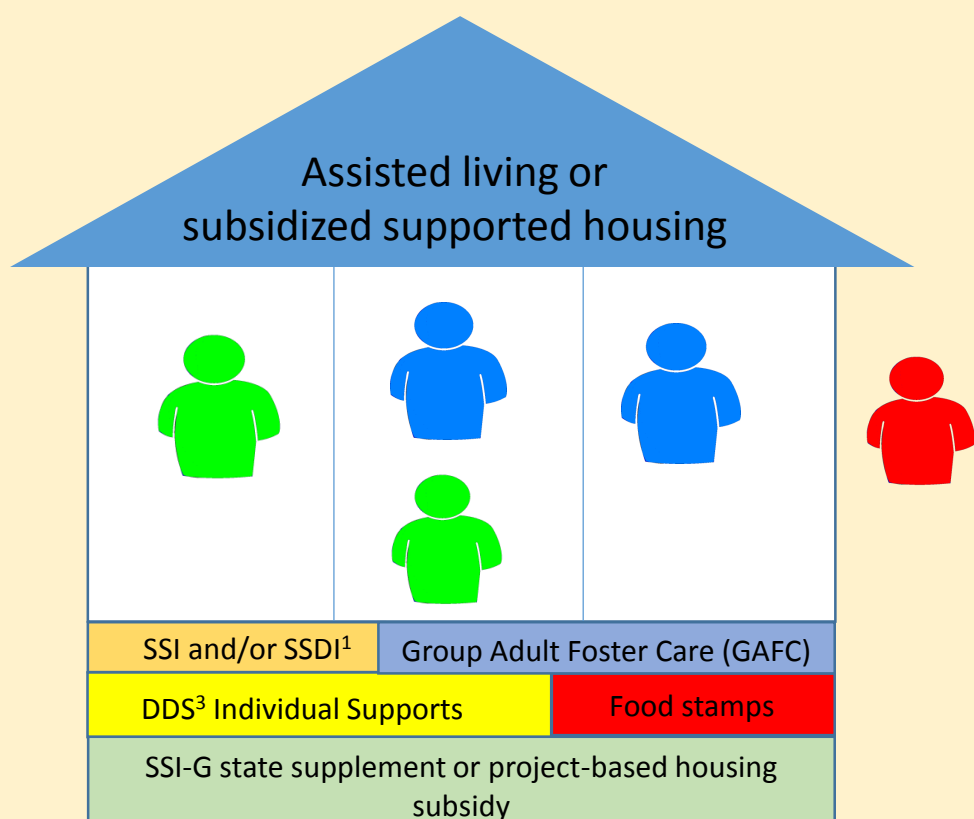 Assisted living or
subsidized supported housing
SSI and/or SSDI¹
Group Adult Foster Care (GAFC)
DDS³ Individual Supports
Food stamps
SSI-G state supplement or project-based housing
subsidy